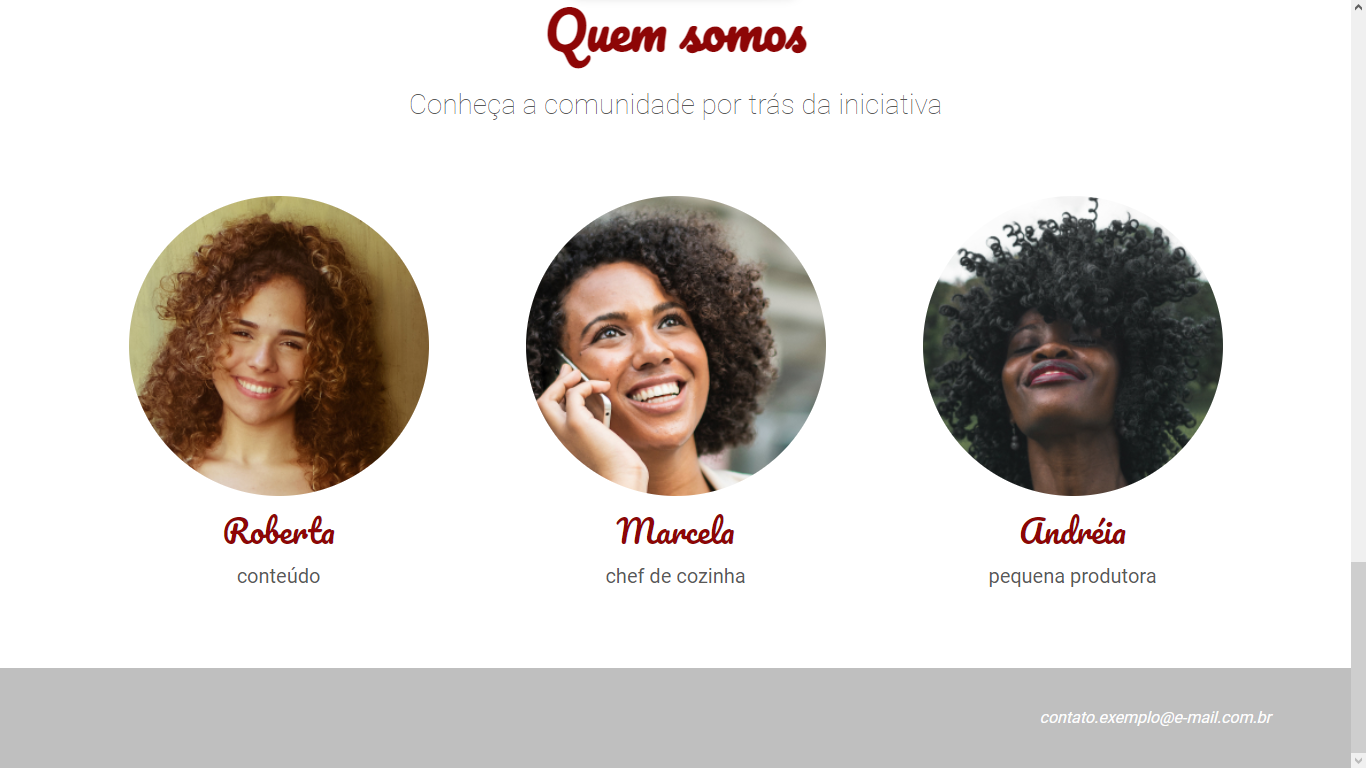 Quem somos
Conheça a comunidade por trás da iniciativa
Roberta
Marcela
Andréia
conteúdo
chef de cozinha
pequena produtora
contato.exemplo@e-mail.com.br